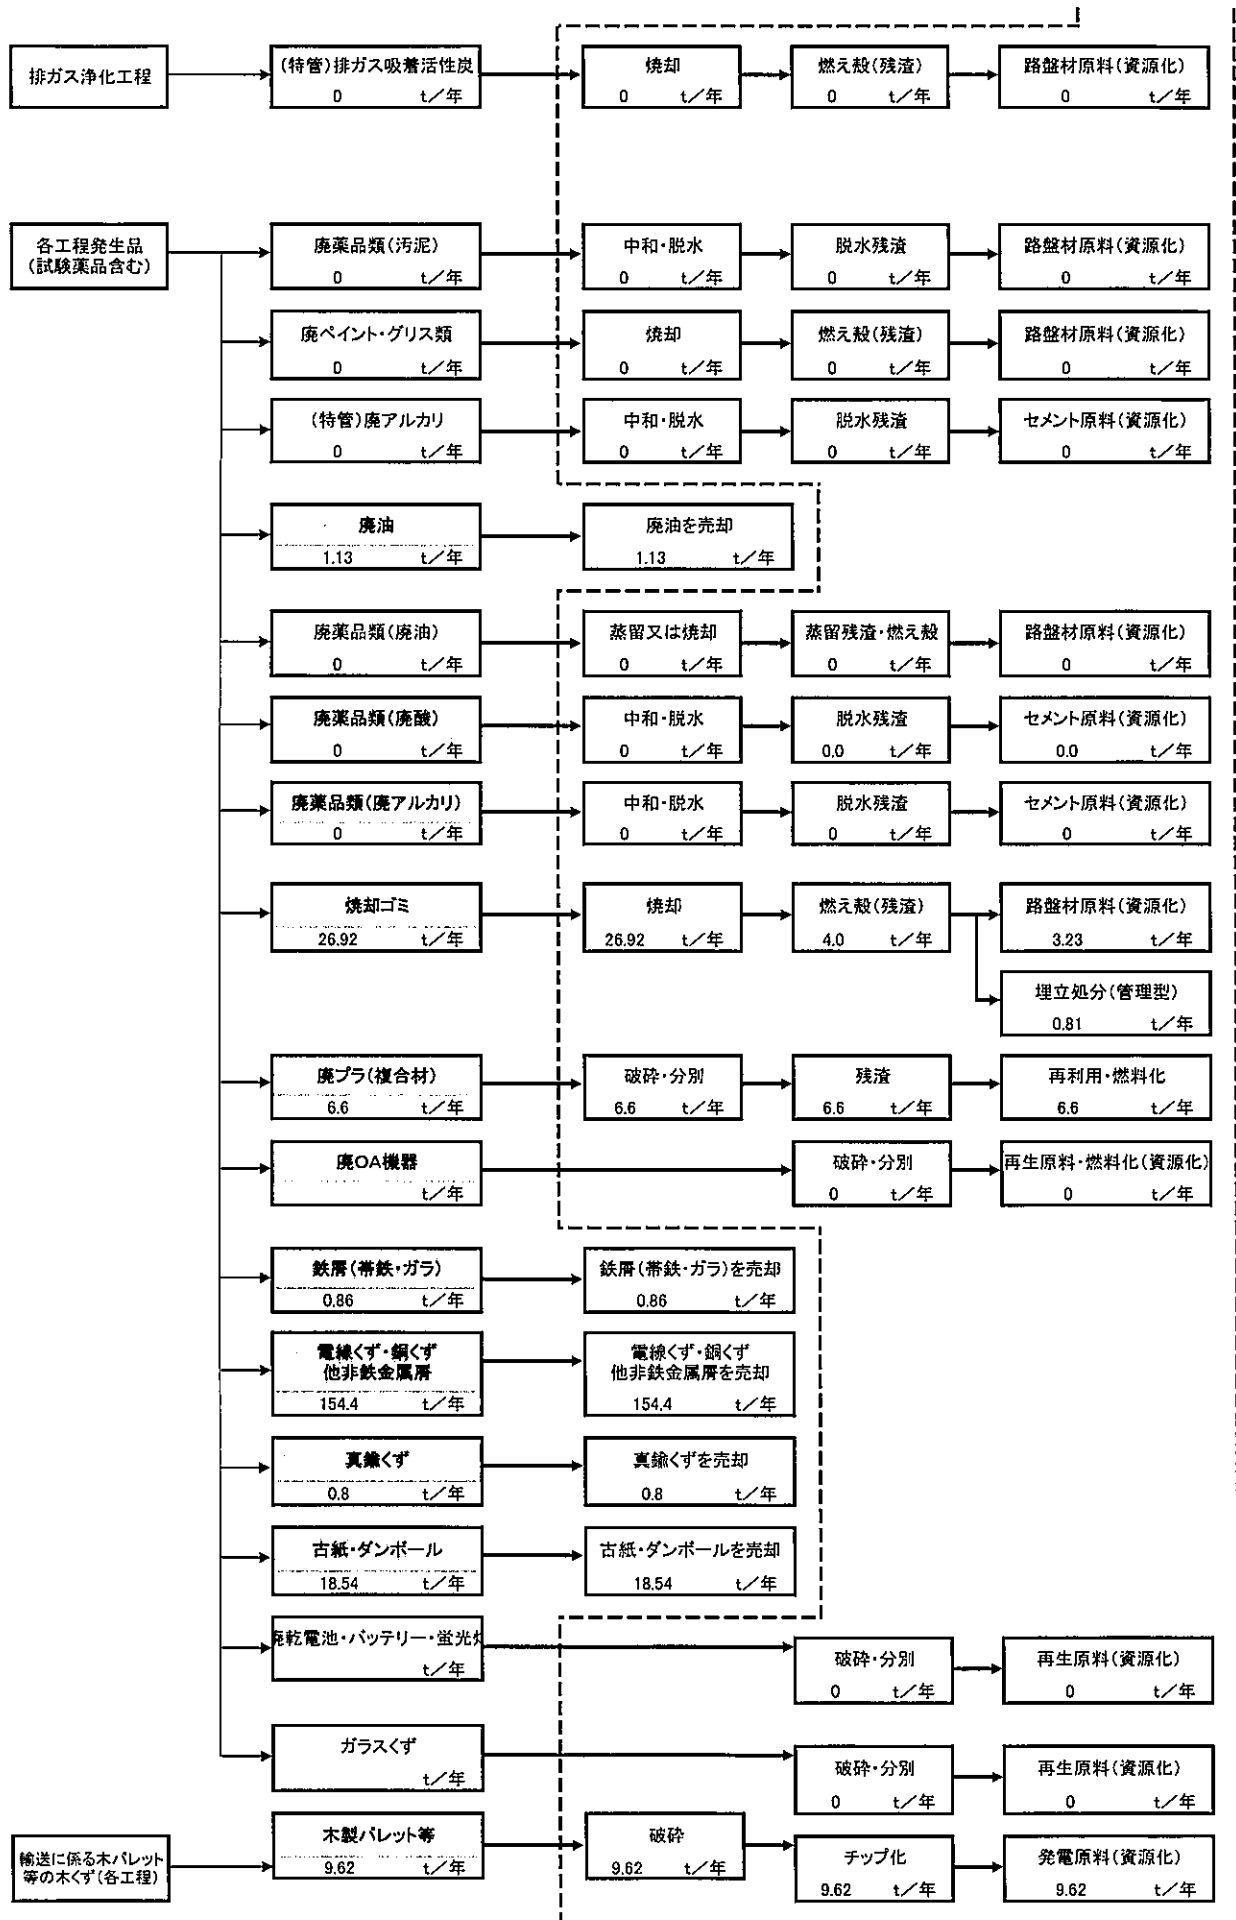 排ガス浄化工程
(特管)排ガス吸着活性炭
0 t／年
焼却
0 t／年
燃え殻(残渣)
0 t／年
路盤材原料(資源化)
0 t／年
各工程発生品
(試験薬品含む)
廃薬品類(汚泥)
0 t／年
中和・脱水
0 t／年
脱水残渣
0 t／年
路盤材原料(資源化)
0 t／年
廃ペイント・グリス類
0 t／年
焼却
0 t／年
燃え殻(残渣)
0 t／年
路盤材原料(資源化)
0 t／年
(特管)廃アルカリ
0 t／年
中和・脱水
0 t／年
脱水残渣
0 t／年
セメント原料(資源化)
0 t／年
廃油
1.13 t／年
廃油を売却
1.13 t／年
廃薬品類(廃油)
0 t／年
蒸留又は焼却
0 t／年
蒸留残渣・燃え殻
0 t／年
路盤材原料(資源化)
0 t／年
廃薬品類(廃酸)
0 t／年
中和・脱水
0 t／年
脱水残渣
0.0 t／年
セメント原料(資源化)
0.0 t／年
廃薬品類(廃アルカリ)
0 t／年
中和・脱水
0 t／年
脱水残渣
0 t／年
セメント原料(資源化)
0 t／年
焼却ゴミ
26.92 t／年
焼却
26.92 t／年
燃え殻(残渣)
4.0 t／年
路盤材原料(資源化)
3.23 t／年
埋立処分(管理型)
0.81 t／年
廃プラ(複合材)
6.6 t／年
破砕・分別
6.6 t／年
残渣
6.6 t／年
再利用・燃料化
6.6 t／年
廃OA機器
t／年
破砕・分別
0 t／年
再生原料・燃料化(資源化)
0 t／年
鉄屑(帯鉄・ガラ)
0.86 t／年
鉄屑(帯鉄・ガラ)を売却
0.86 t／年
電線くず・銅くず
他非鉄金属屑
154.4 t／年
電線くず・銅くず
他非鉄金属屑を売却
154.4 t／年
真鍮くず
0.8 t／年
真鍮くずを売却
0.8 t／年
古紙・ダンボール
18.54 t／年
古紙・ダンボールを売却
18.54 t／年
廃乾電池・バッテリー・蛍光灯
t／年
破砕・分別
0 t／年
再生原料(資源化)
0 t／年
ガラスくず
t／年
破砕・分別
0 t／年
再生原料(資源化)
0 t／年
輸送に係る木パレット
等の木くず(各工程)
木製パレット等
9.62 t／年
破砕
9.62 t／年
チップ化
9.62 t／年
発電原料(資源化)
9.62 t／年